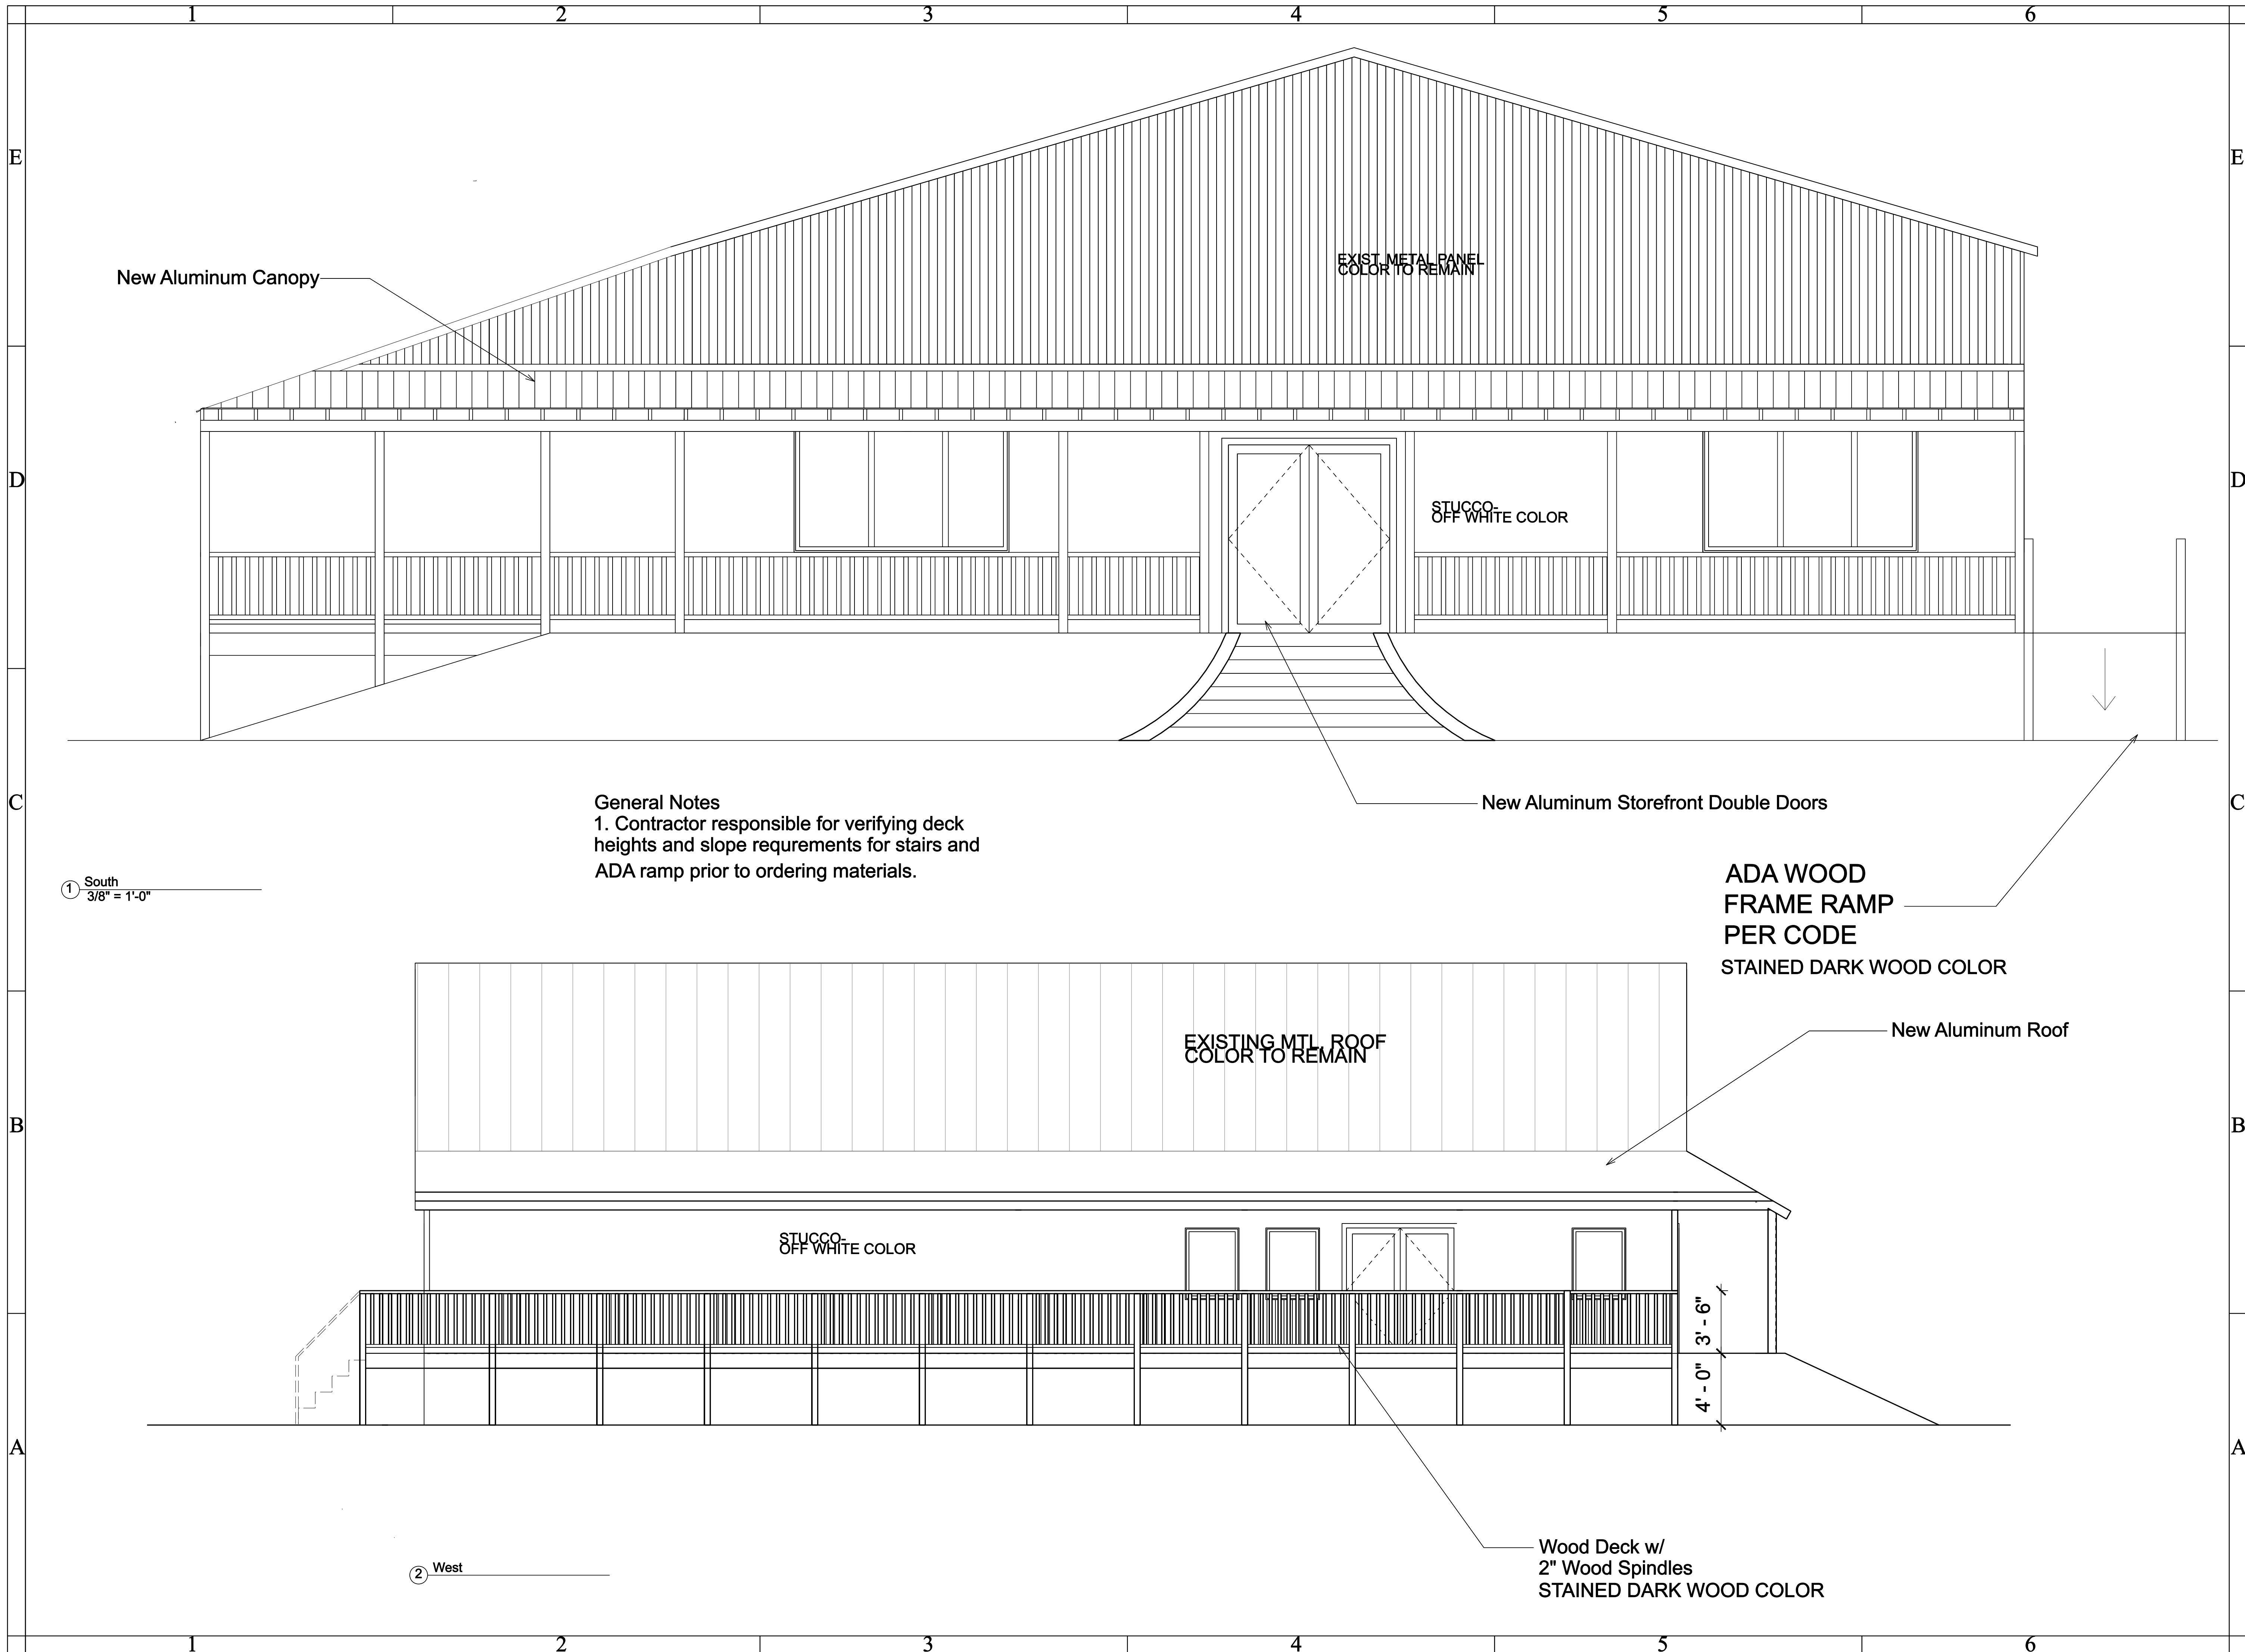 1 2 3 4 5 6
E E
New Aluminum Canopy
EXIST. METAL PANEL
COLOR TO REMAIN
D D
STUCCO-
OFF WHITE COLOR
C C
General Notes
1. Contractor responsible for verifying deck
heights and slope requrements for stairs and
ADA ramp prior to ordering materials.
New Aluminum Storefront Double Doors
1 South
3/8" = 1'-0"
ADA WOOD
FRAME RAMP
PER CODE
STAINED DARK WOOD COLOR
EXISTING MTL. ROOF
COLOR TO REMAIN
New Aluminum Roof
B B
STUCCO-
OFF WHITE COLOR
3' - 6"
4' - 0"
A A
2 West
Wood Deck w/
2" Wood Spindles
STAINED DARK WOOD COLOR
1 2 3 4 5 6